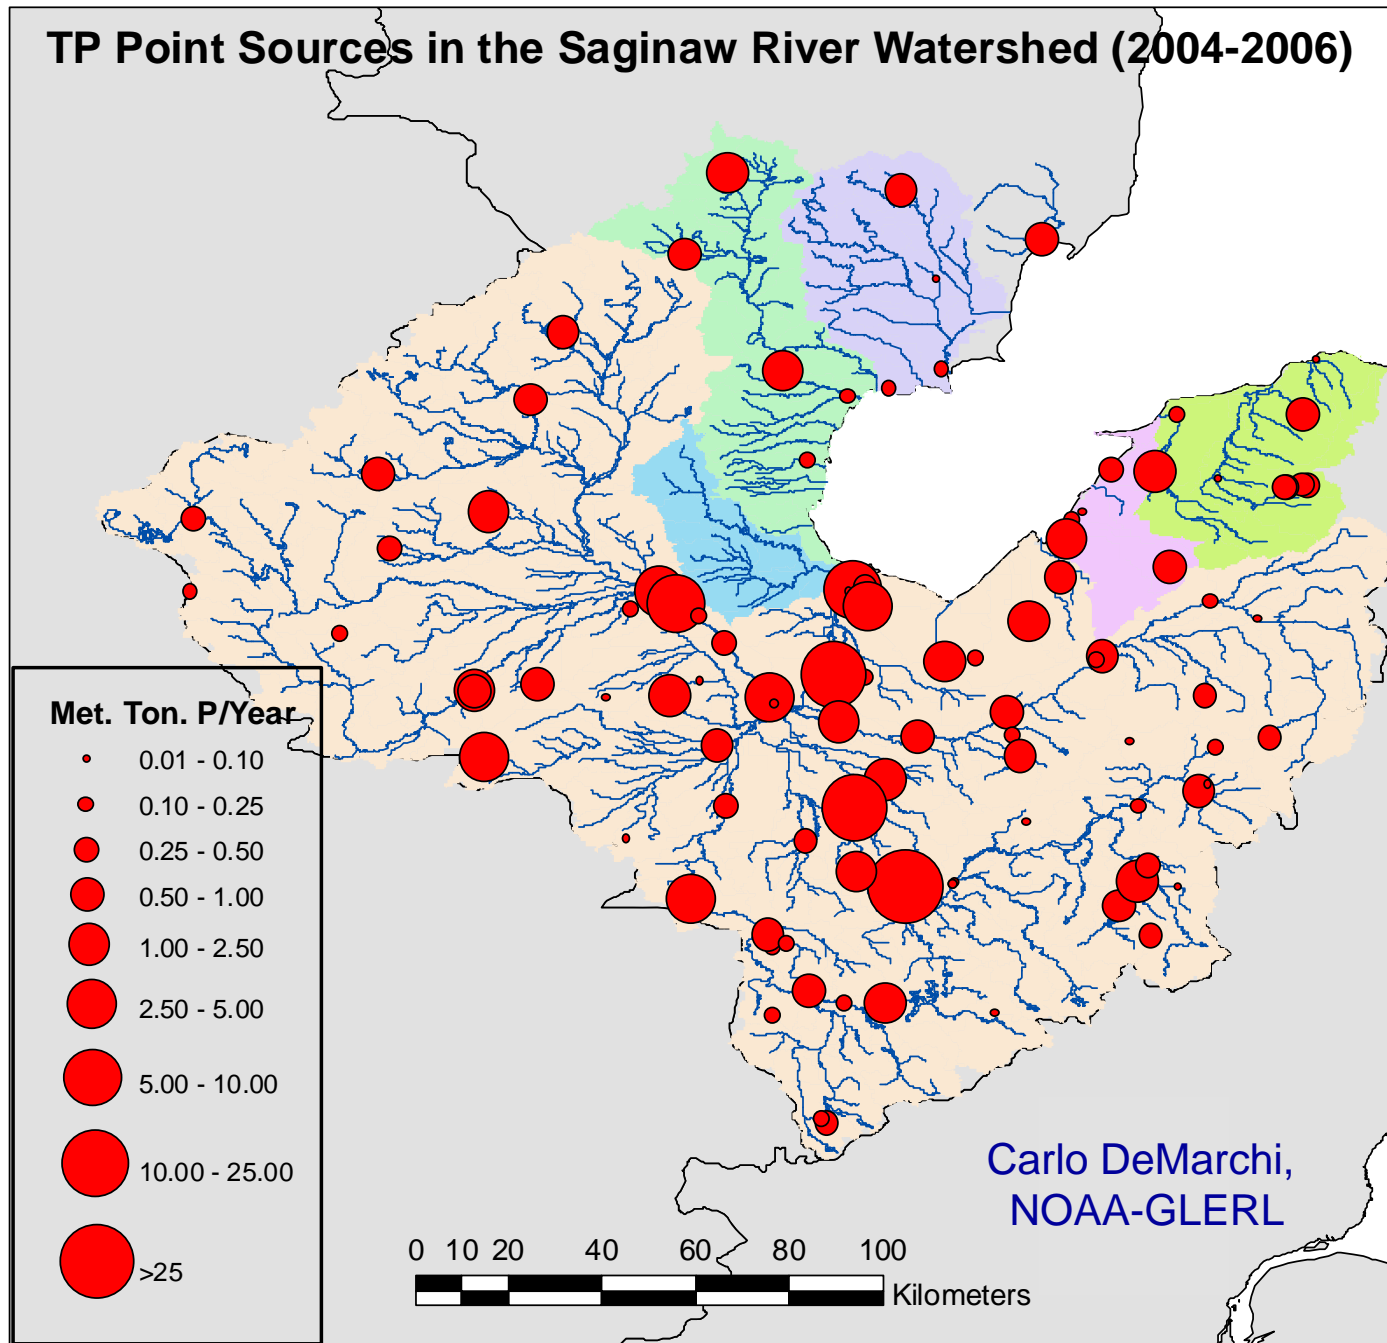 TP Point Sources in the Saginaw River Watershed (2004-2006)
Met. Ton. P/Year
0.01 - 0.10
0.10 - 0.25
0.25 - 0.50
0.50 - 1.00
1.00 - 2.50
2.50 - 5.00
5.00 - 10.00
10.00 - 25.00
>25
Carlo DeMarchi,
NOAA-GLERL
0 10 20 40 60 80 100
Kilometers